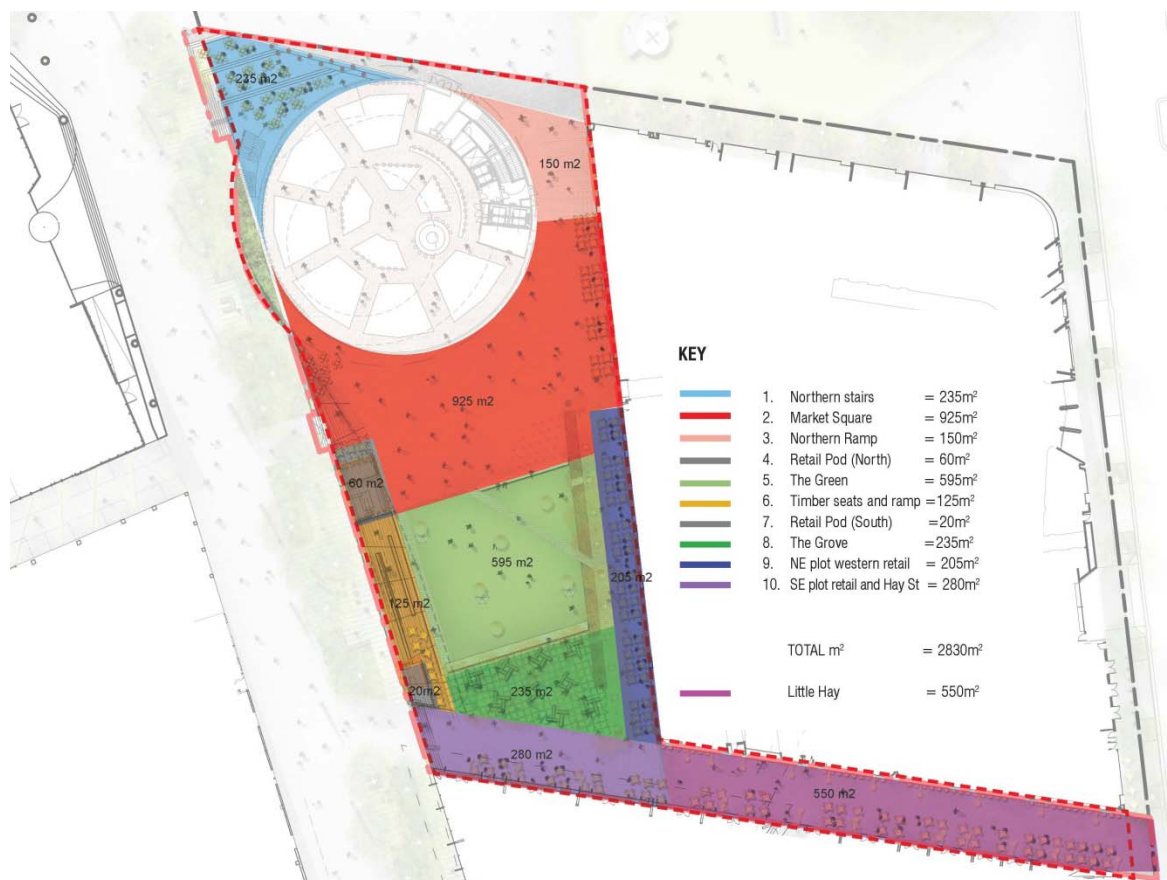 235 m2
150 m2
925 m2
60 m2
595 m2
125 m2
205 m2
20m2
235 m2
280 m2
550 m2
KEY
1. Northern stairs = 235m²
2. Market Square = 925m²
3. Northern Ramp = 150m²
4. Retail Pod (North) = 60m²
5. The Green = 595m²
6. Timber seats and ramp =125m²
7. Retail Pod (South) =20m²
8. The Grove =235m²
9. NE plot western retail = 205m²
10. SE plot retail and Hay St = 280m²
TOTAL m² = 2830m²
Little Hay = 550m²